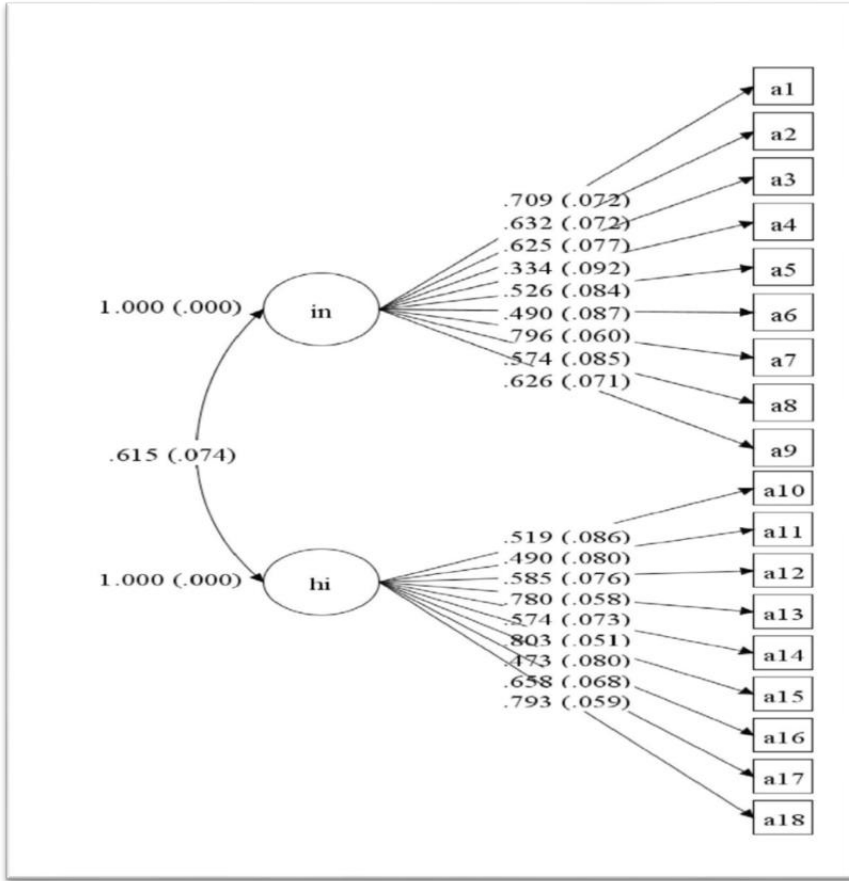 a1
a2
a3
a4
a5
a6
a7
a8
a9
a10
a11
a12
a13
a14
a15
a16
a17
a18
.709 (.072)
.632 (.072)
.625 (.077)
.334 (.092)
.526 (.084)
.490 (.087)
.796 (.060)
.574 (.085)
.626 (.071)
1.000 (.000)
in
.615 (.074)
.519 (.086)
.490 (.080)
.585 (.076)
.780 (.058)
.574 (.073)
.803 (.051)
.473 (.080)
.658 (.068)
.793 (.059)
1.000 (.000)
hi